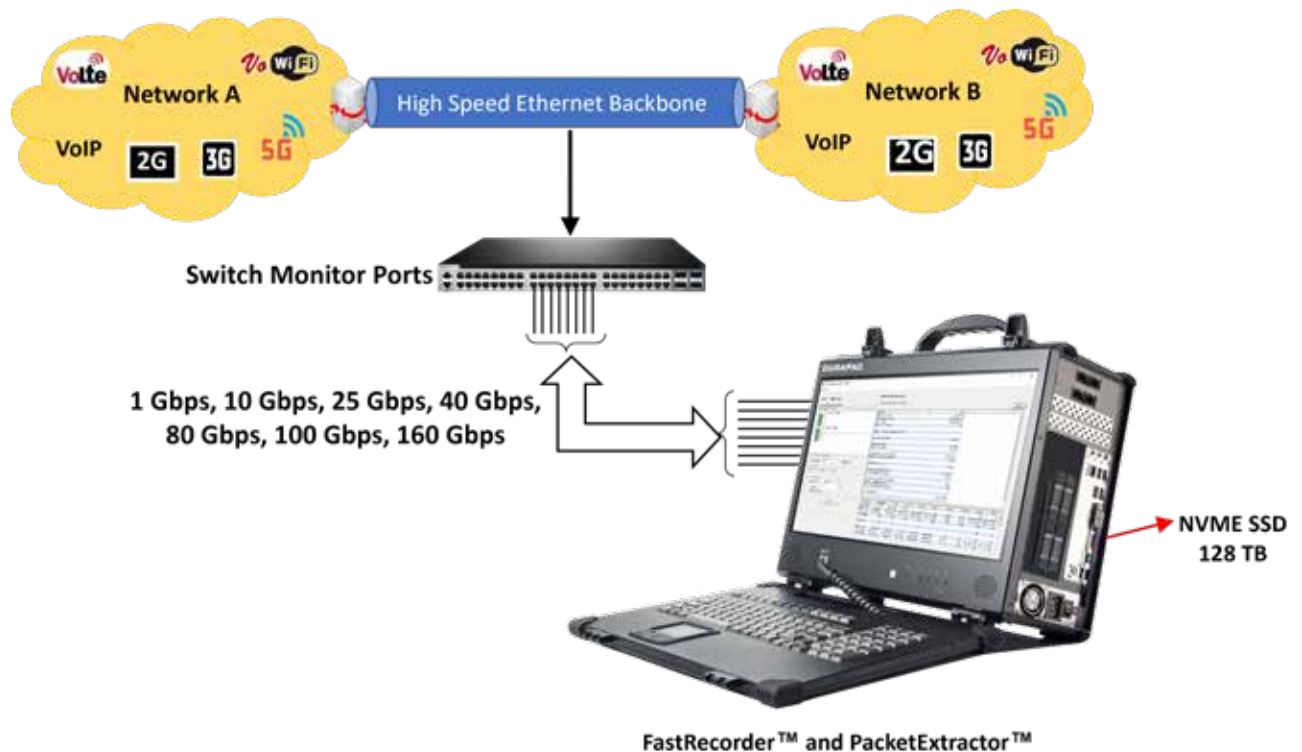 VoLte
Vo WiFi
Network A
VoIP
2G
3G
5G
High Speed Ethernet Backbone
VoLte
Vo WiFi
Network B
VoIP
2G
3G
5G
Switch Monitor Ports
1 Gbps, 10 Gbps, 25 Gbps, 40 Gbps,
80 Gbps, 100 Gbps, 160 Gbps
DURAPAC
NVME SSD
128 TB
FastRecorder™ and PacketExtractor™